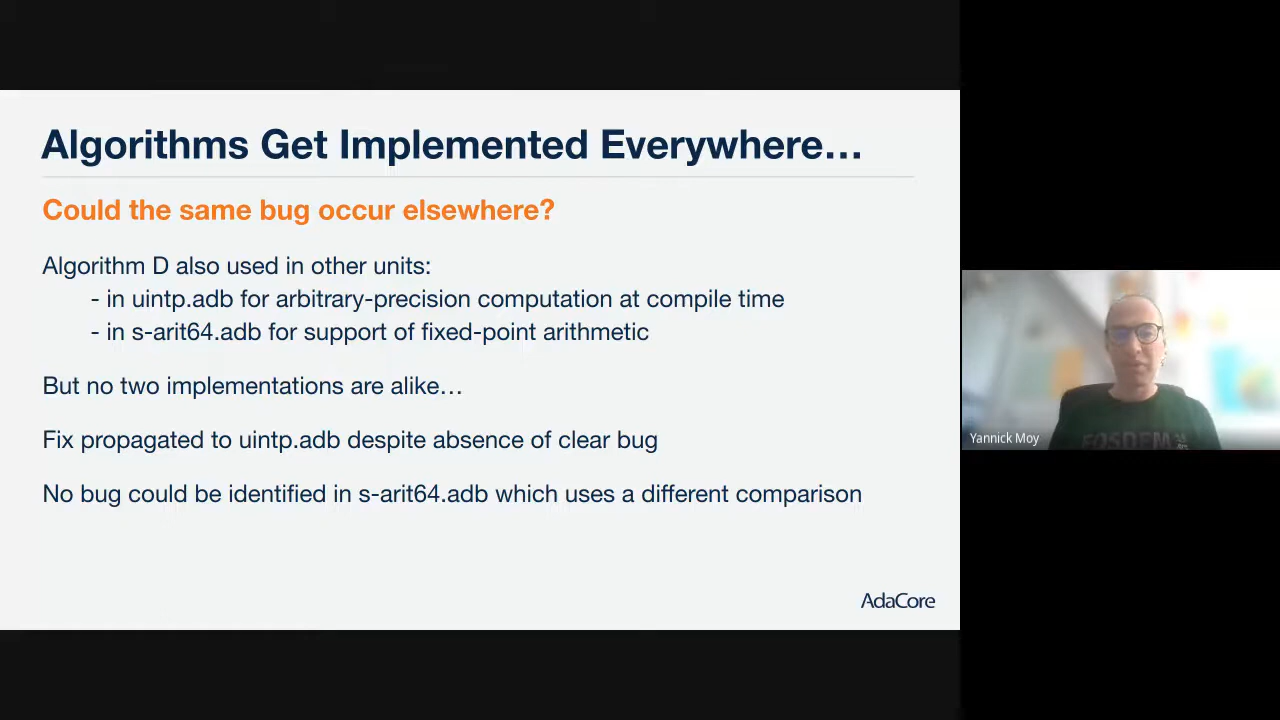 Algorithms Get Implemented Everywhere…
Could the same bug occur elsewhere?
Algorithm D also used in other units:
- in uintp.adb for arbitrary-precision computation at compile time
- in s-arit64.adb for support of fixed-point arithmetic
But no two implementations are alike…
Fix propagated to uintp.adb despite absence of clear bug
No bug could be identified in s-arit64.adb which uses a different comparison
AdaCore
Yannick Moy
FOSDEM